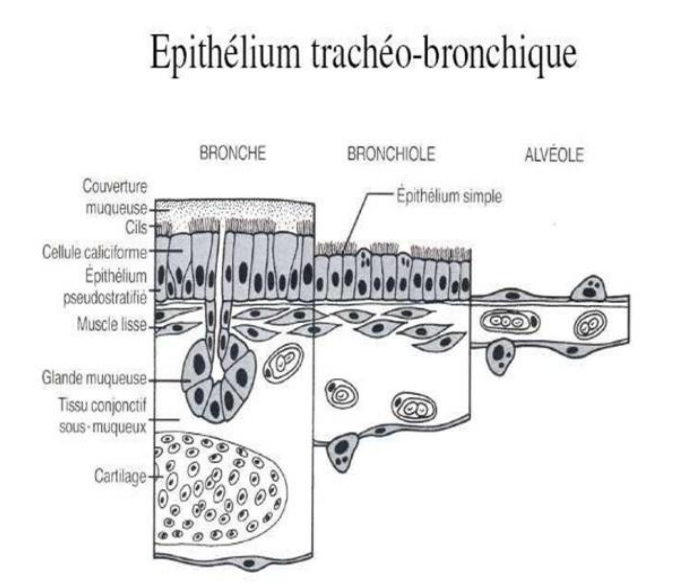 Epithélium trachéo-bronchique
BRONCHE
BRONCHIOLE
ALVÉOLE
Couverture
muqueuse
Cils
Cellule caliciforme
Épithélium
pseudostratifié
Muscle lisse
Glande muqueuse
Tissu conjonctif
sous-muqueux
Cartilage
Épithélium simple